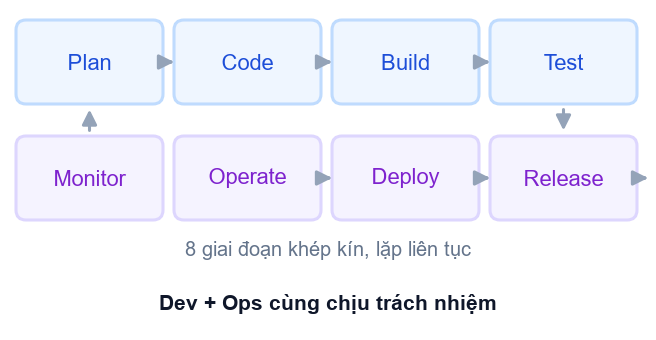 Plan
Code
Build
Test
Monitor
Operate
Deploy
Release
8 giai đoạn khép kín, lặp liên tục
Dev + Ops cùng chịu trách nhiệm